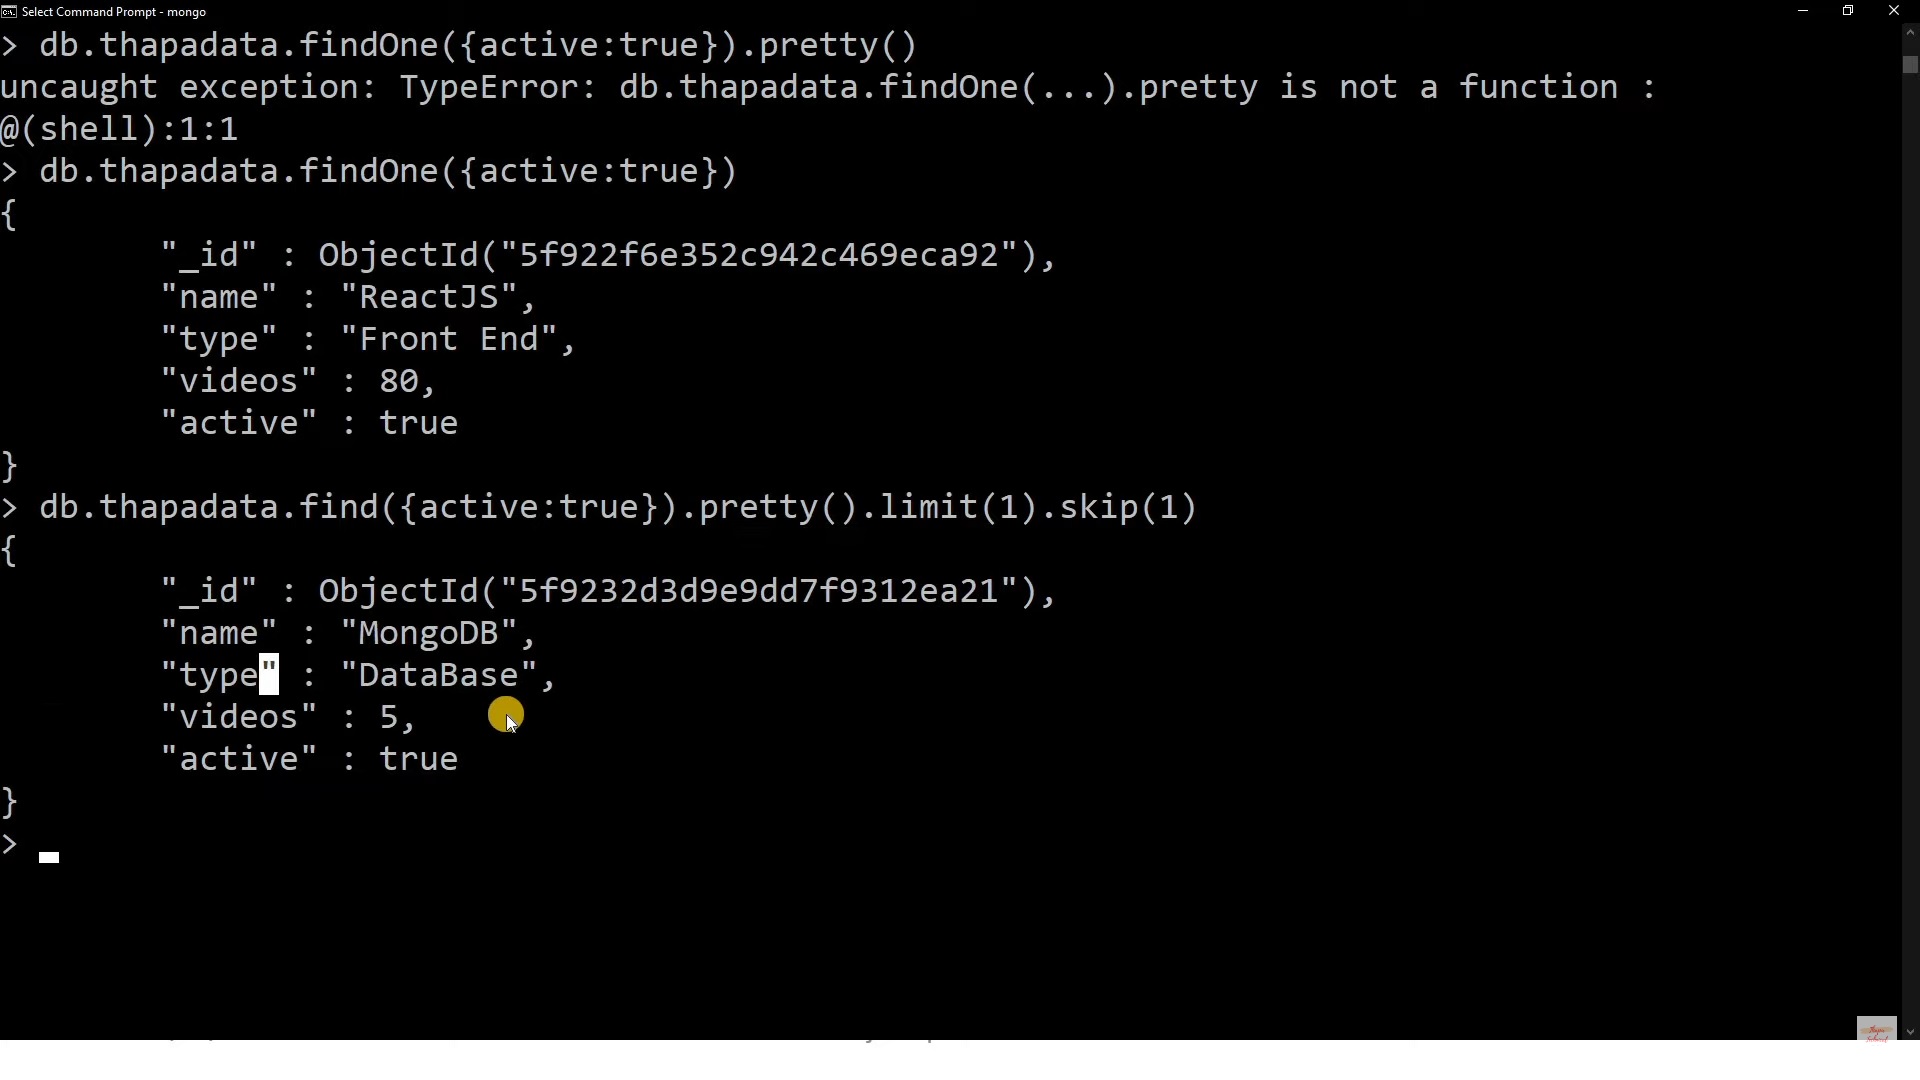 Select Command Prompt - mongo
> db.thapadata.findOne({active:true}).pretty()
uncaught exception: TypeError: db.thapadata.findOne(...).pretty is not a function :
@(shell):1:1
> db.thapadata.findOne({active:true})
{
"_id" : ObjectId("5f922f6e352c942c469eca92"),
"name" : "ReactJS",
"type" : "Front End",
"videos" : 80,
"active" : true
}
> db.thapadata.find({active:true}).pretty().limit(1).skip(1)
{
"_id" : ObjectId("5f9232d3d9e9dd7f9312ea21"),
"name" : "MongoDB",
"type" : "DataBase",
"videos" : 5,
"active" : true
}
>